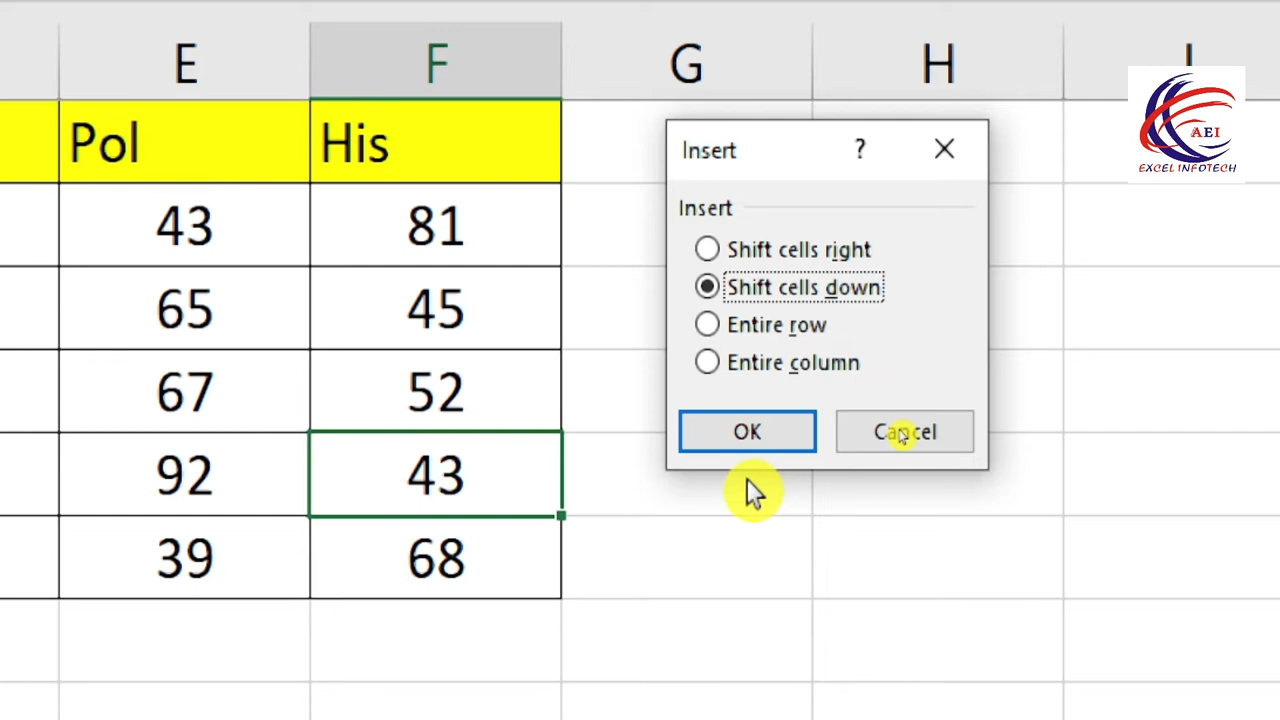 E F G H I
Pol His
43 81
65 45
67 52
92 43
39 68
Insert ?
Insert
Shift cells right
Shift cells down
Entire row
Entire column
OK Cancel
AEI
EXCEL INFOTECH